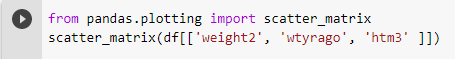 from pandas.plotting import scatter_matrix
scatter_matrix(df[['weight2', 'wtyrago', 'htm3' ]])